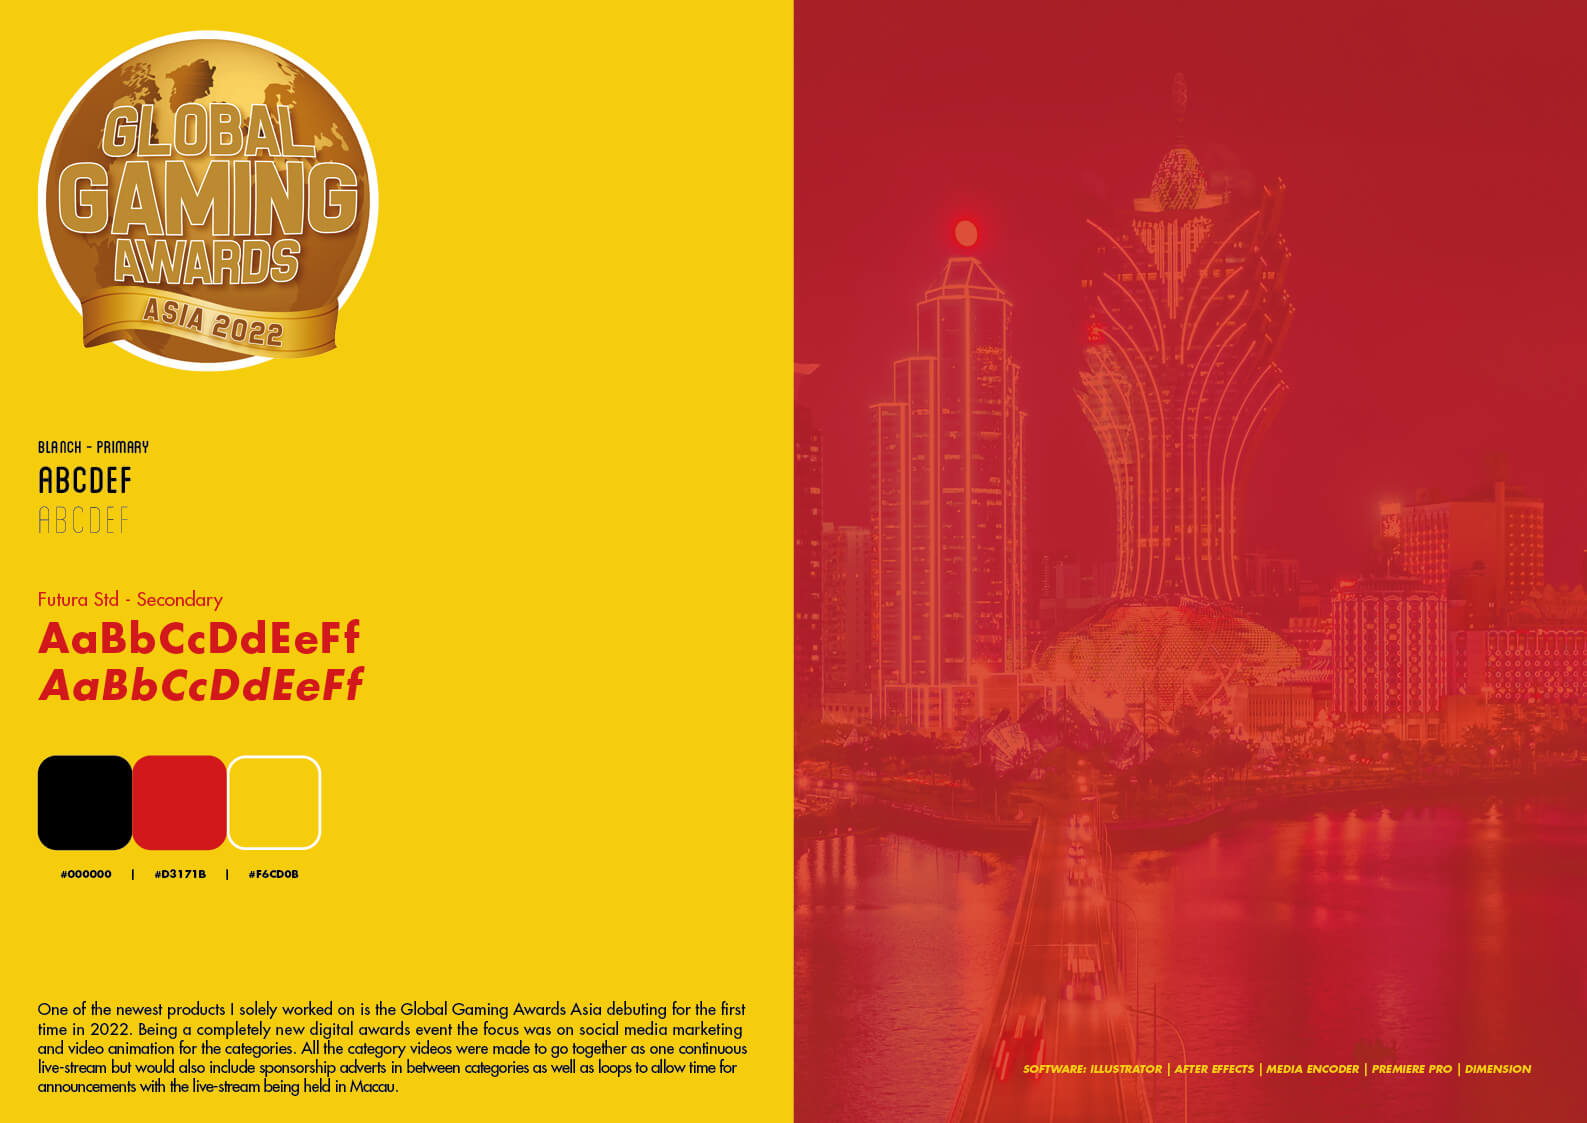 GLOBAL
GAMING
AWARDS
ASIA 2022
BLANCH - PRIMARY
ABCDEF
ABCDEF
Futura Std - Secondary
AaBbCcDdEeFf
AaBbCcDdEeFf
#000000 | #D3171B | #F6CD0B
One of the newest products I solely worked on is the Global Gaming Awards Asia debuting for the first
time in 2022. Being a completely new digital awards event the focus was on social media marketing
and video animation for the categories. All the category videos were made to go together as one continuous
live-stream but would also include sponsorship adverts in between categories as well as loops to allow time for
announcements with the live-stream being held in Macau.
SOFTWARE: ILLUSTRATOR | AFTER EFFECTS | MEDIA ENCODER | PREMIERE PRO | DIMENSION